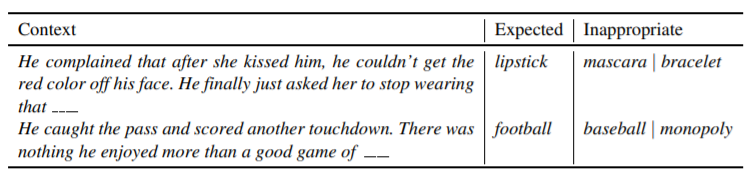 Context Expected Inappropriate
He complained that after she kissed him, he couldn't get the lipstick mascara | bracelet
red color off his face. He finally just asked her to stop wearing
that ___
He caught the pass and scored another touchdown. There was football baseball | monopoly
nothing he enjoyed more than a good game of ___